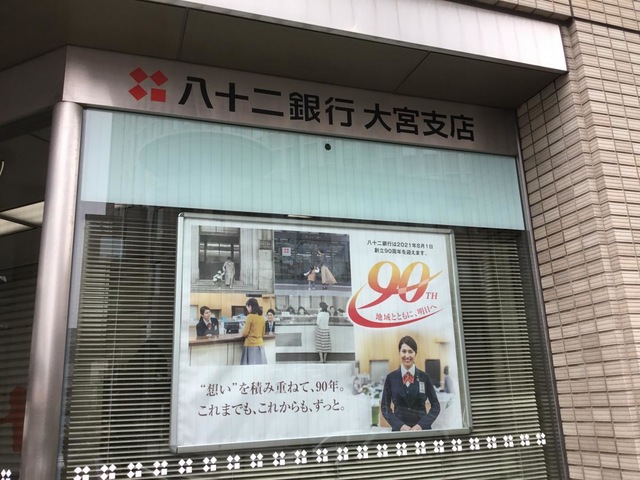 八十二銀行 大宮支店
八十二銀行は2021年8月1日
創立90周年を迎えます。
90TH
地域とともに、明日へ
“想い”を積み重ねて、90年。
これまでも、これからも、ずっと。